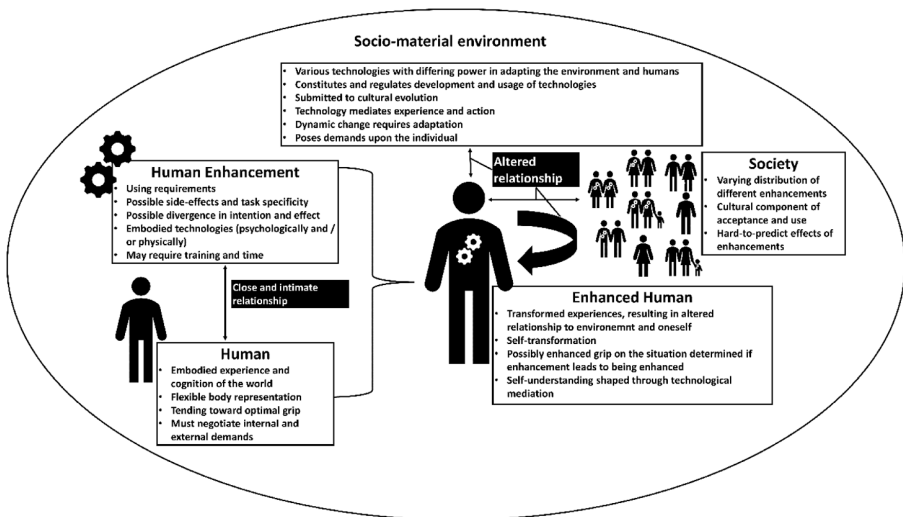 Socio-material environment
• Various technologies with differing power in adapting the environment and humans
• Constitutes and regulates development and usage of technologies
• Submitted to cultural evolution
• Technology mediates experience and action
• Dynamic change requires adaptation
• Poses demands upon the individual
Human Enhancement
• Using requirements
• Possible side-effects and task specificity
• Possible divergence in intention and effect
• Embodied technologies (psychologically and /
or physically)
• May require training and time
Altered
relationship
Society
• Varying distribution of
different enhancements
• Cultural component of
acceptance and use
• Hard-to-predict effects of
enhancements
Close and intimate
relationship
Human
• Embodied experience and
cognition of the world
• Flexible body representation
• Tending toward optimal grip
• Must negotiate internal and
external demands
Enhanced Human
• Transformed experiences, resulting in altered
relationship to environemnt and oneself
• Self-transformation
• Possibly enhanced grip on the situation determined if
enhancement leads to being enhanced
• Self-understanding shaped through technological
mediation